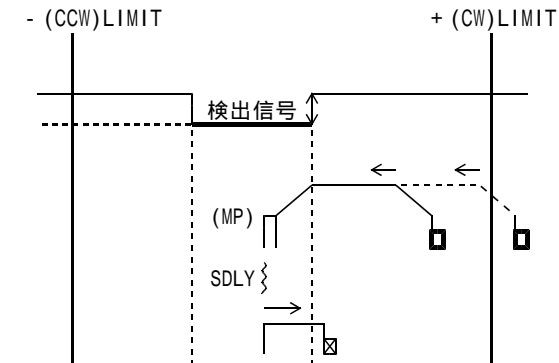 - (CCW)LIMIT
+ (CW)LIMIT
検出信号
(MP)
SDLY